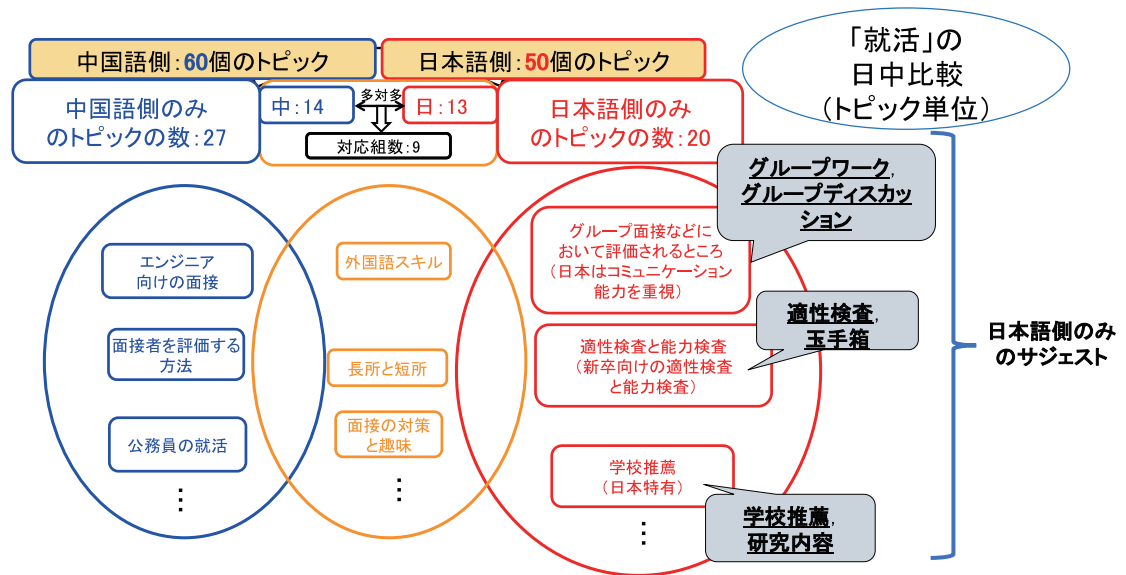 「就活」の
日中比較
（トピック単位）
中国語側：60個のトピック
日本語側：50個のトピック
中国語側のみ
のトピックの数：27
中：14
多対多
日：13
対応組数：9
日本語側のみ
のトピックの数：20
エンジニア
向けの面接
面接者を評価する
方法
公務員の就活
⋮
外国語スキル
長所と短所
面接の対策
と趣味
⋮
グループ面接などに
おいて評価されるところ
（日本はコミュニケーション
能力を重視）
適性検査と能力検査
（新卒向けの適性検査
と能力検査）
学校推薦
（日本特有）
⋮
グループワーク,
グループディスカッ
ション
適性検査,
玉手箱
学校推薦,
研究内容
日本語側のみ
のサジェスト